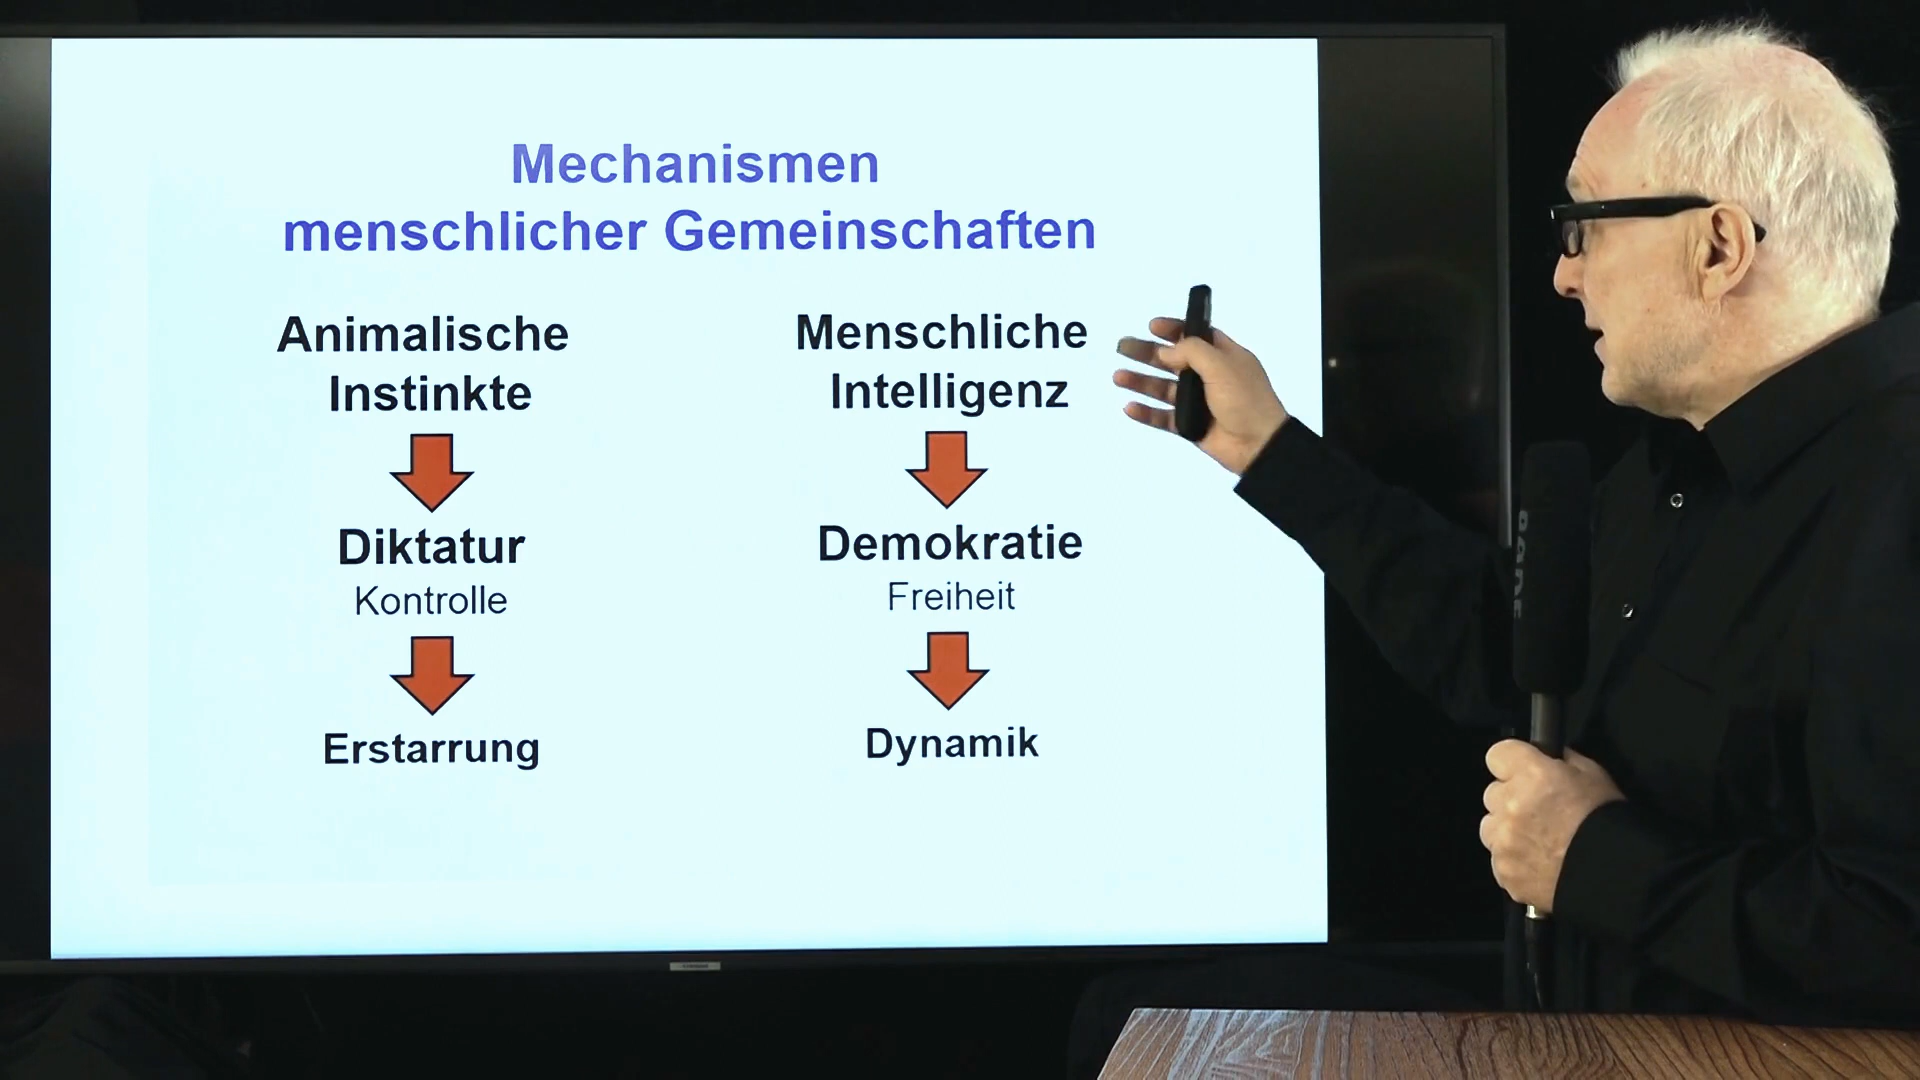 Mechanismen
menschlicher Gemeinschaften
Animalische
Instinkte
Diktatur
Kontrolle
Erstarrung
Menschliche
Intelligenz
Demokratie
Freiheit
Dynamik